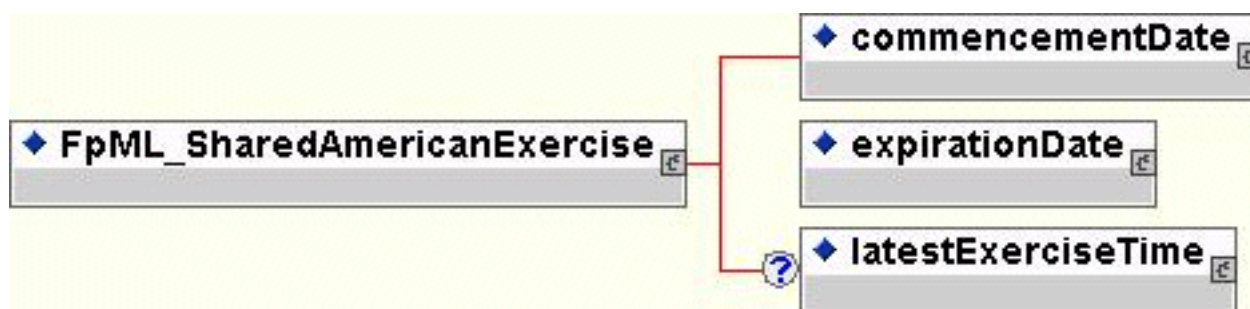 commencementDate
FpML_SharedAmericanExercise
expirationDate
?
latestExerciseTime